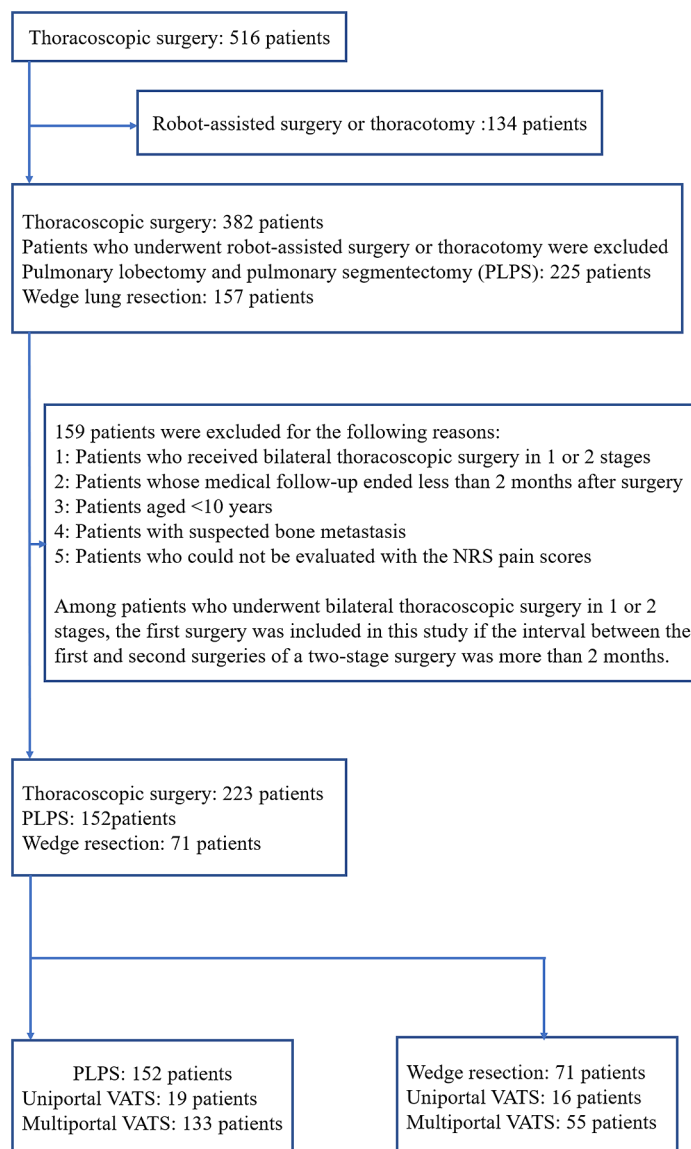 Thoracoscopic surgery: 516 patients
Robot-assisted surgery or thoracotomy :134 patients
Thoracoscopic surgery: 382 patients
Patients who underwent robot-assisted surgery or thoracotomy were excluded
Pulmonary lobectomy and pulmonary segmentectomy (PLPS): 225 patients
Wedge lung resection: 157 patients
159 patients were excluded for the following reasons:
1: Patients who received bilateral thoracoscopic surgery in 1 or 2 stages
2: Patients whose medical follow-up ended less than 2 months after surgery
3: Patients aged <10 years
4: Patients with suspected bone metastasis
5: Patients who could not be evaluated with the NRS pain scores
Among patients who underwent bilateral thoracoscopic surgery in 1 or 2
stages, the first surgery was included in this study if the interval between the
first and second surgeries of a two-stage surgery was more than 2 months.
Thoracoscopic surgery: 223 patients
PLPS: 152patients
Wedge resection: 71 patients
PLPS: 152 patients
Uniportal VATS: 19 patients
Multiportal VATS: 133 patients
Wedge resection: 71 patients
Uniportal VATS: 16 patients
Multiportal VATS: 55 patients